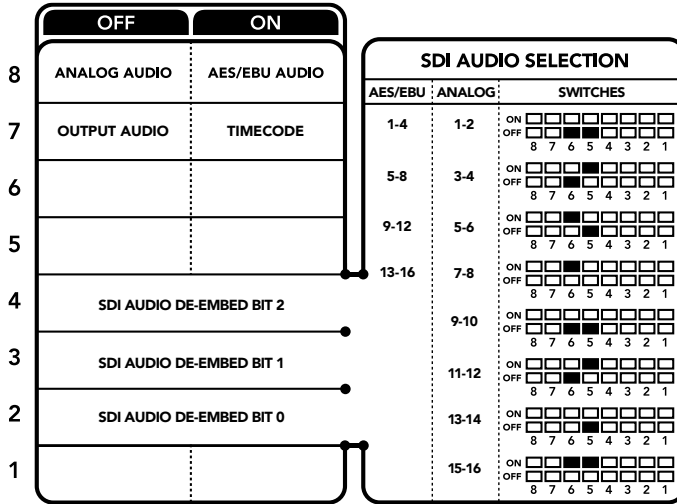 OFF ON
8 ANALOG AUDIO AES/EBU AUDIO
7 OUTPUT AUDIO TIMECODE
6
5
4 SDI AUDIO DE-EMBED BIT 2
3 SDI AUDIO DE-EMBED BIT 1
2 SDI AUDIO DE-EMBED BIT 0
1
SDI AUDIO SELECTION
AES/EBU ANALOG SWITCHES
1-4 1-2 ON
OFF
8 7 6 5 4 3 2 1
5-8 3-4 ON
OFF
8 7 6 5 4 3 2 1
9-12 5-6 ON
OFF
8 7 6 5 4 3 2 1
13-16 7-8 ON
OFF
8 7 6 5 4 3 2 1
9-10 ON
OFF
8 7 6 5 4 3 2 1
11-12 ON
OFF
8 7 6 5 4 3 2 1
13-14 ON
OFF
8 7 6 5 4 3 2 1
15-16 ON
OFF
8 7 6 5 4 3 2 1